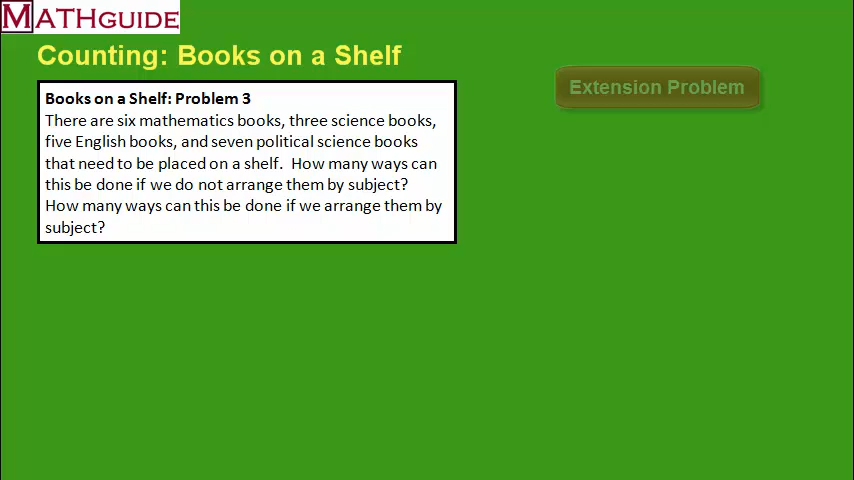 MATHGUIDE
Counting: Books on a Shelf
Extension Problem
Books on a Shelf: Problem 3
There are six mathematics books, three science books,
five English books, and seven political science books
that need to be placed on a shelf.  How many ways can
this be done if we do not arrange them by subject?
How many ways can this be done if we arrange them by
subject?